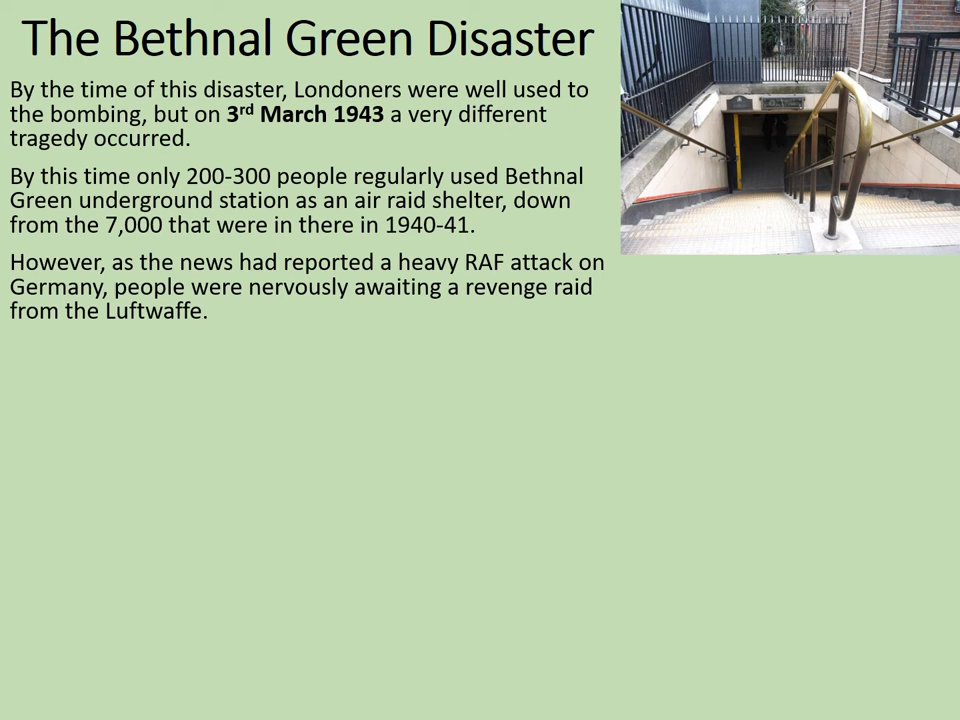 The Bethnal Green Disaster
By the time of this disaster, Londoners were well used to
the bombing, but on 3rd March 1943 a very different
tragedy occurred.
By this time only 200-300 people regularly used Bethnal
Green underground station as an air raid shelter, down
from the 7,000 that were in there in 1940-41.
However, as the news had reported a heavy RAF attack on
Germany, people were nervously awaiting a revenge raid
from the Luftwaffe.